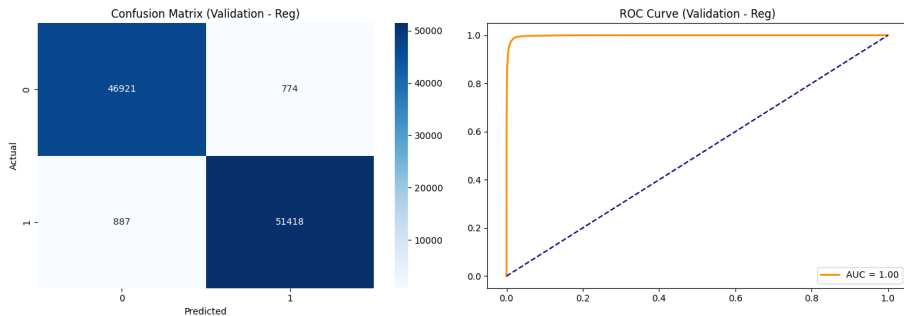 Confusion Matrix (Validation - Reg)
46921 774
887 51418
0
1
Actual
0 1
Predicted
50000
40000
30000
20000
10000
ROC Curve (Validation - Reg)
1.0
0.8
0.6
0.4
0.2
0.0
0.0 0.2 0.4 0.6 0.8 1.0
AUC = 1.00